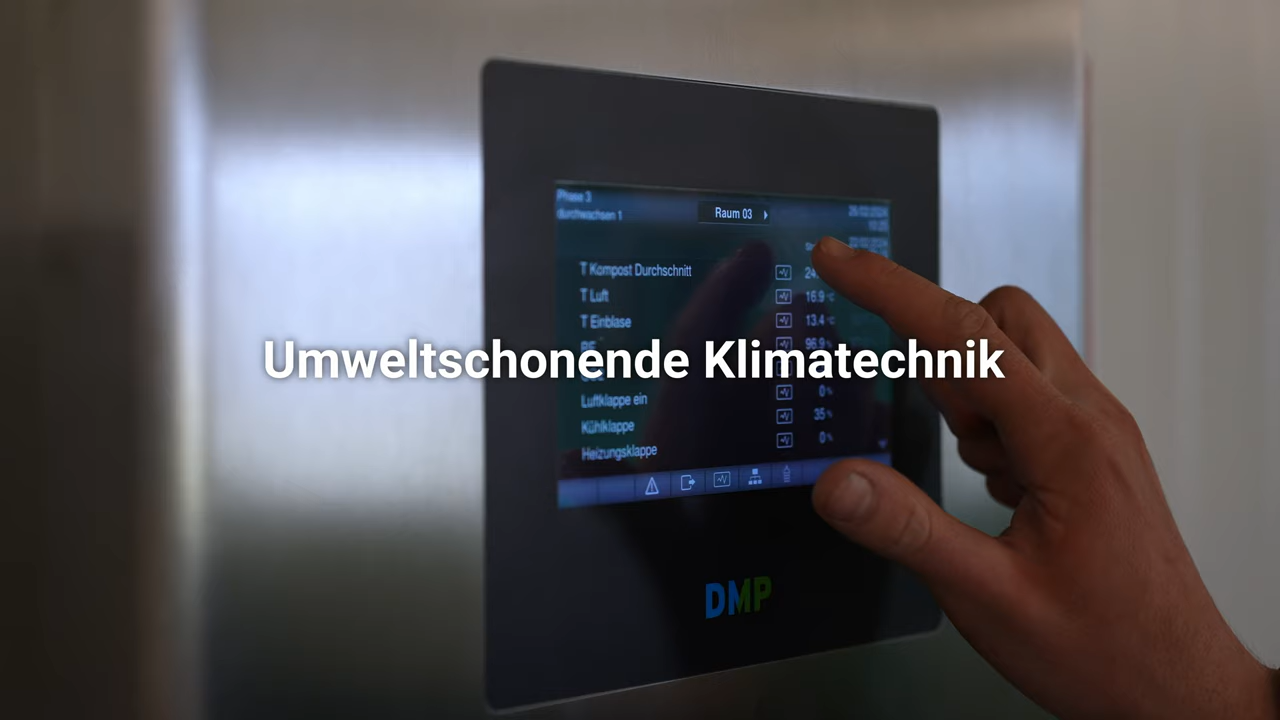 Phase 3
durchwachsen 1
Raum 03
T Kompost Durchschnitt
T Luft
16.9 °C
T Einblase
13.4 °C
96.9
Umweltschonende Klimatechnik
Luftklappe ein
0 %
Kühlklappe
35 %
Heizungsklappe
0 %
DMP